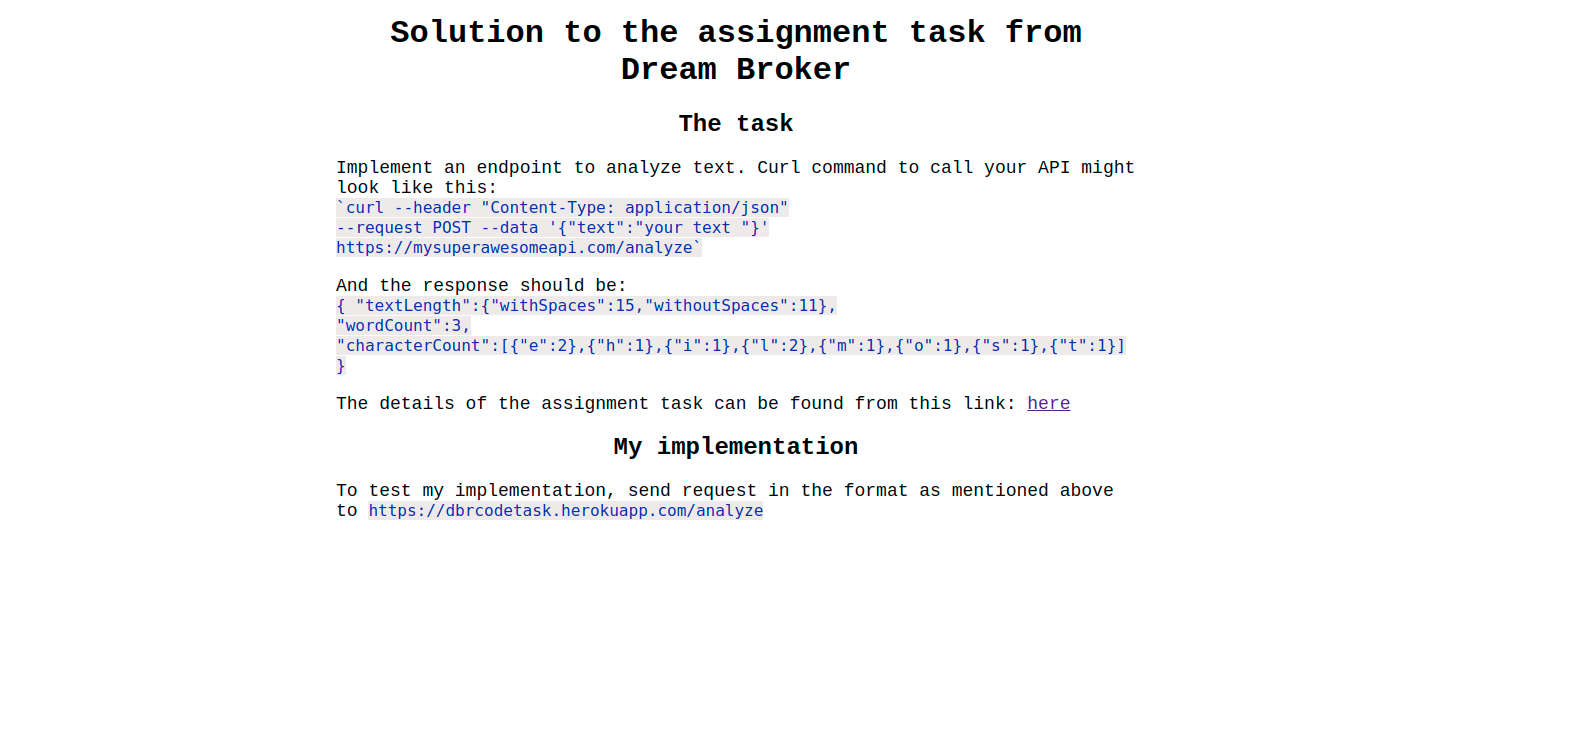 Solution to the assignment task from
Dream Broker
The task
Implement an endpoint to analyze text. Curl command to call your API might
look like this:
`curl --header "Content-Type: application/json"
--request POST --data '{"text":"your text "}'
https://mysuperawesomeapi.com/analyze`
And the response should be:
{ "textLength":{"withSpaces":15,"withoutSpaces":11},
"wordCount":3,
"characterCount":[{"e":2},{"h":1},{"i":1},{"l":2},{"m":1},{"o":1},{"s":1},{"t":1}]
}
The details of the assignment task can be found from this link: here
My implementation
To test my implementation, send request in the format as mentioned above
to https://dbrcodetask.herokuapp.com/analyze